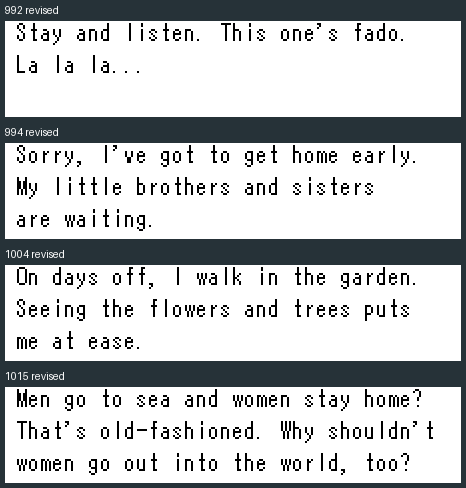 992 revised
Stay and listen. This one's fado.
La la la...
994 revised
Sorry, I've got to get home early.
My little brothers and sisters
are waiting.
1004 revised
On days off, I walk in the garden.
Seeing the flowers and trees puts
me at ease.
1015 revised
Men go to sea and women stay home?
That's old-fashioned. Why shouldn't
women go out into the world, too?